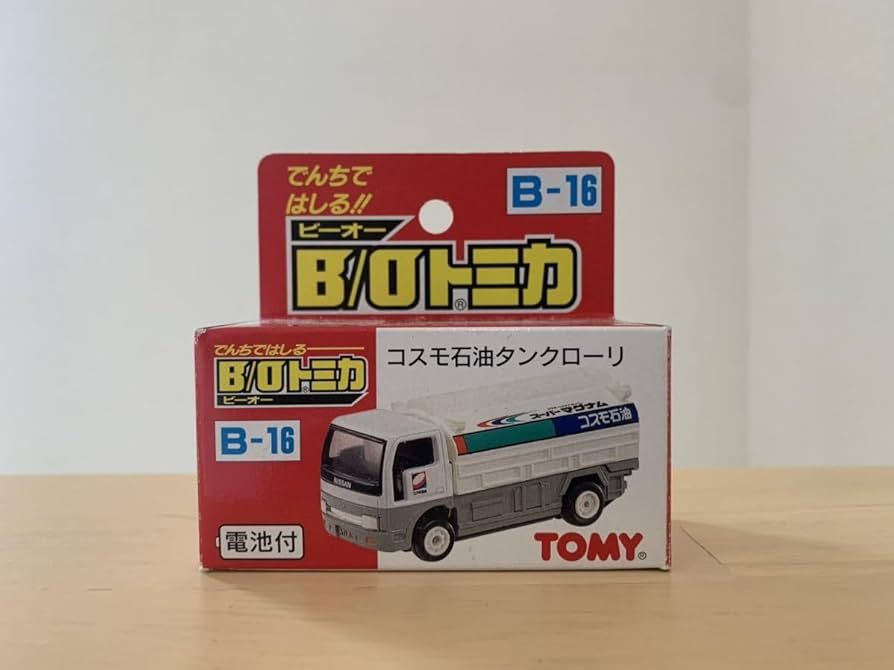 でんちで
はしる!!
B-16
ビーオー
B/Oトミカ®
でんちではしる
B/Oトミカ®
ビーオー
B-16
コスモ石油タンクローリ
スーパーマグナム
コスモ石油
NISSAN
電池付
TOMY®